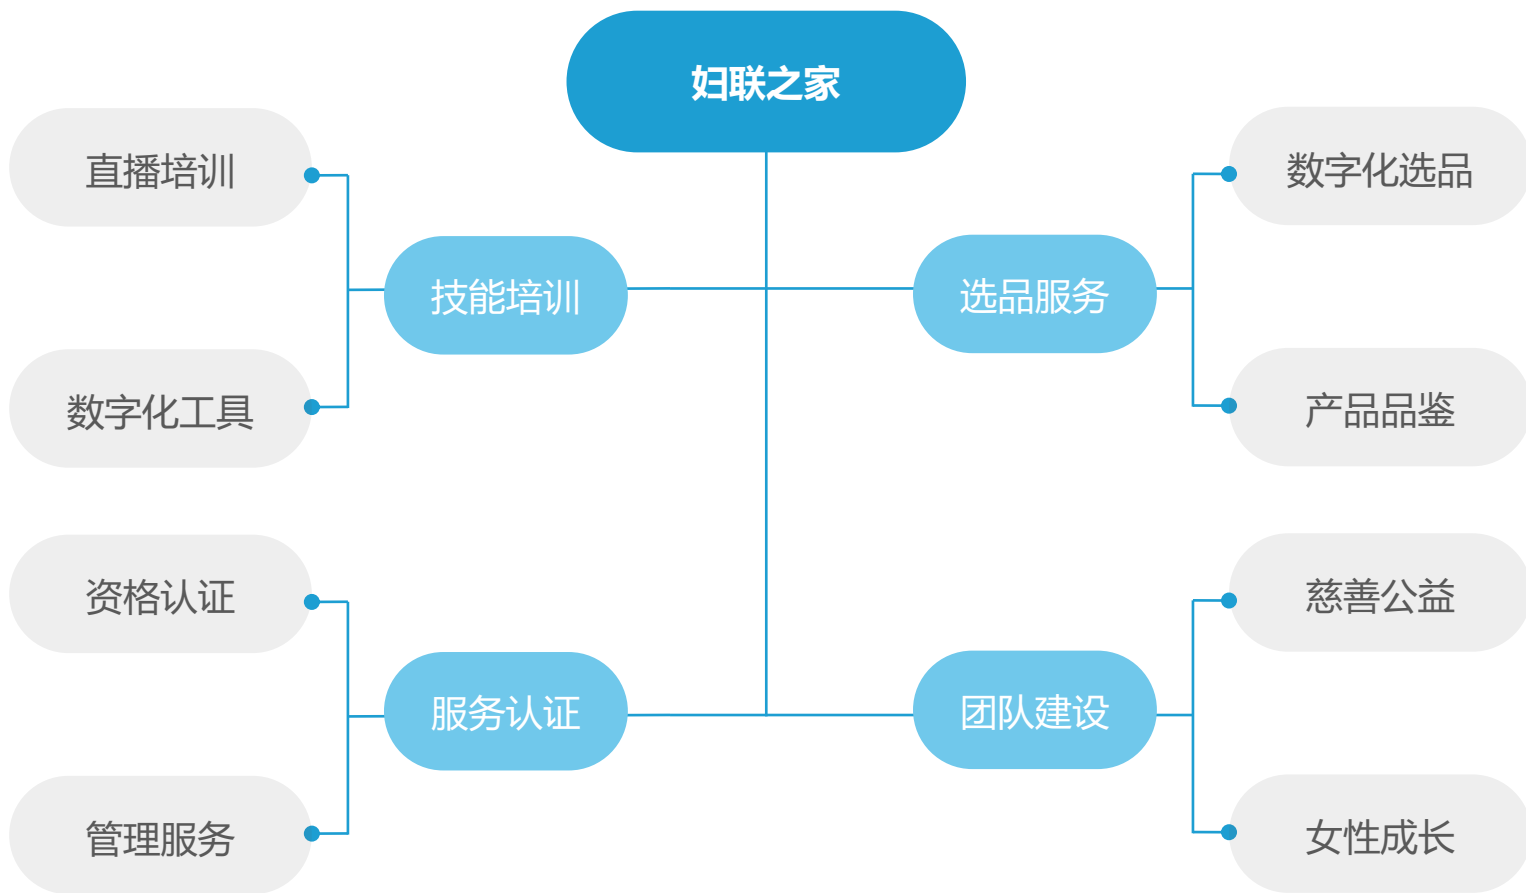 妇联之家
直播培训
数字化选品
技能培训
选品服务
数字化工具
产品品鉴
资格认证
慈善公益
服务认证
团队建设
管理服务
女性成长